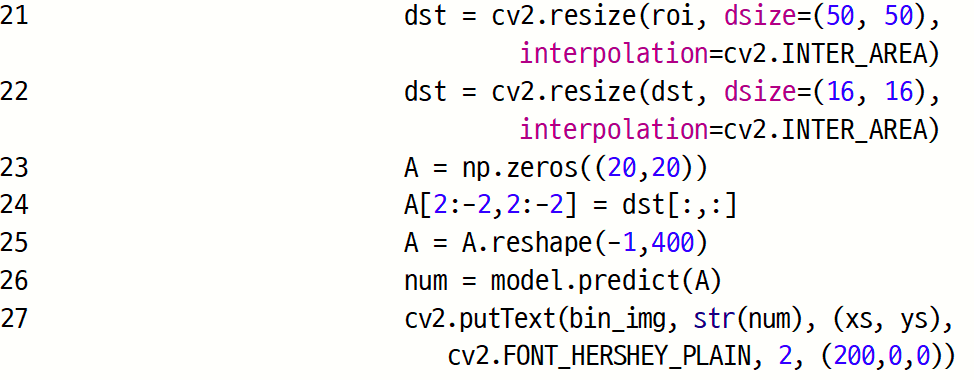 21 dst = cv2.resize(roi, dsize=(50, 50),
interpolation=cv2.INTER_AREA)
22 dst = cv2.resize(dst, dsize=(16, 16),
interpolation=cv2.INTER_AREA)
23 A = np.zeros((20,20))
24 A[2:-2,2:-2] = dst[:,:]
25 A = A.reshape(-1,400)
26 num = model.predict(A)
27 cv2.putText(bin_img, str(num), (xs, ys),
cv2.FONT_HERSHEY_PLAIN, 2, (200,0,0))